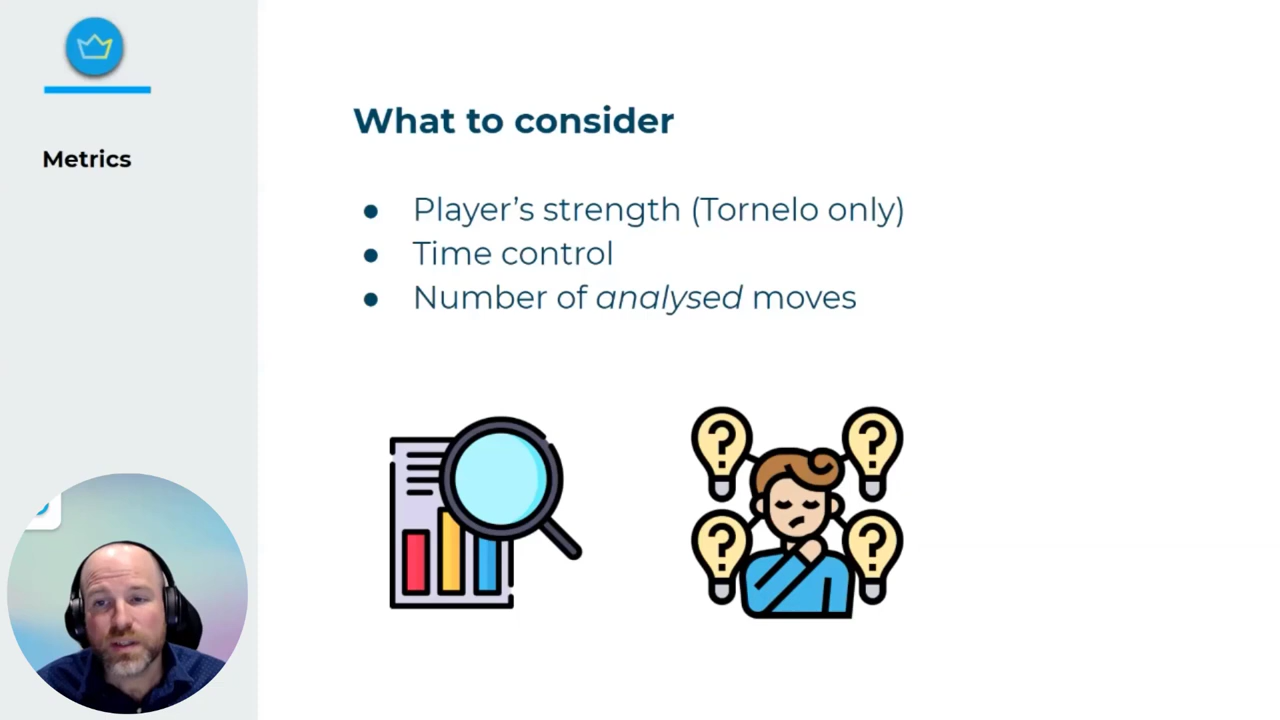 Metrics
What to consider
● Player’s strength (Tornelo only)
● Time control
● Number of analysed moves
? ?
? ?